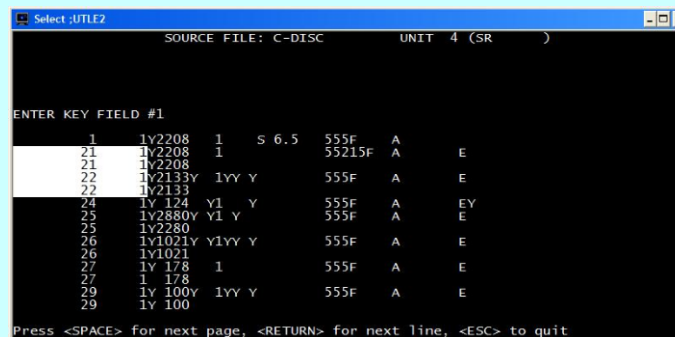 Select ;UTLE2
SOURCE FILE: C-DISC UNIT 4 (SR )
ENTER KEY FIELD #1
1 1Y2208 1 S 6.5 555F A
21 1Y2208 1 55215F A E
21 1Y2208
22 1Y2133Y 1YY Y 555F A E
22 1Y2133
24 1Y 124 Y1 Y 555F A EY
25 1Y2880Y Y1 Y 555F A E
25 1Y2280
26 1Y1021Y Y1YY Y 555F A E
26 1Y1021
27 1Y 178 1 555F A E
27 1 178
29 1Y 100Y 1YY Y 555F A E
29 1Y 100
Press <SPACE> for next page, <RETURN> for next line, <ESC> to quit